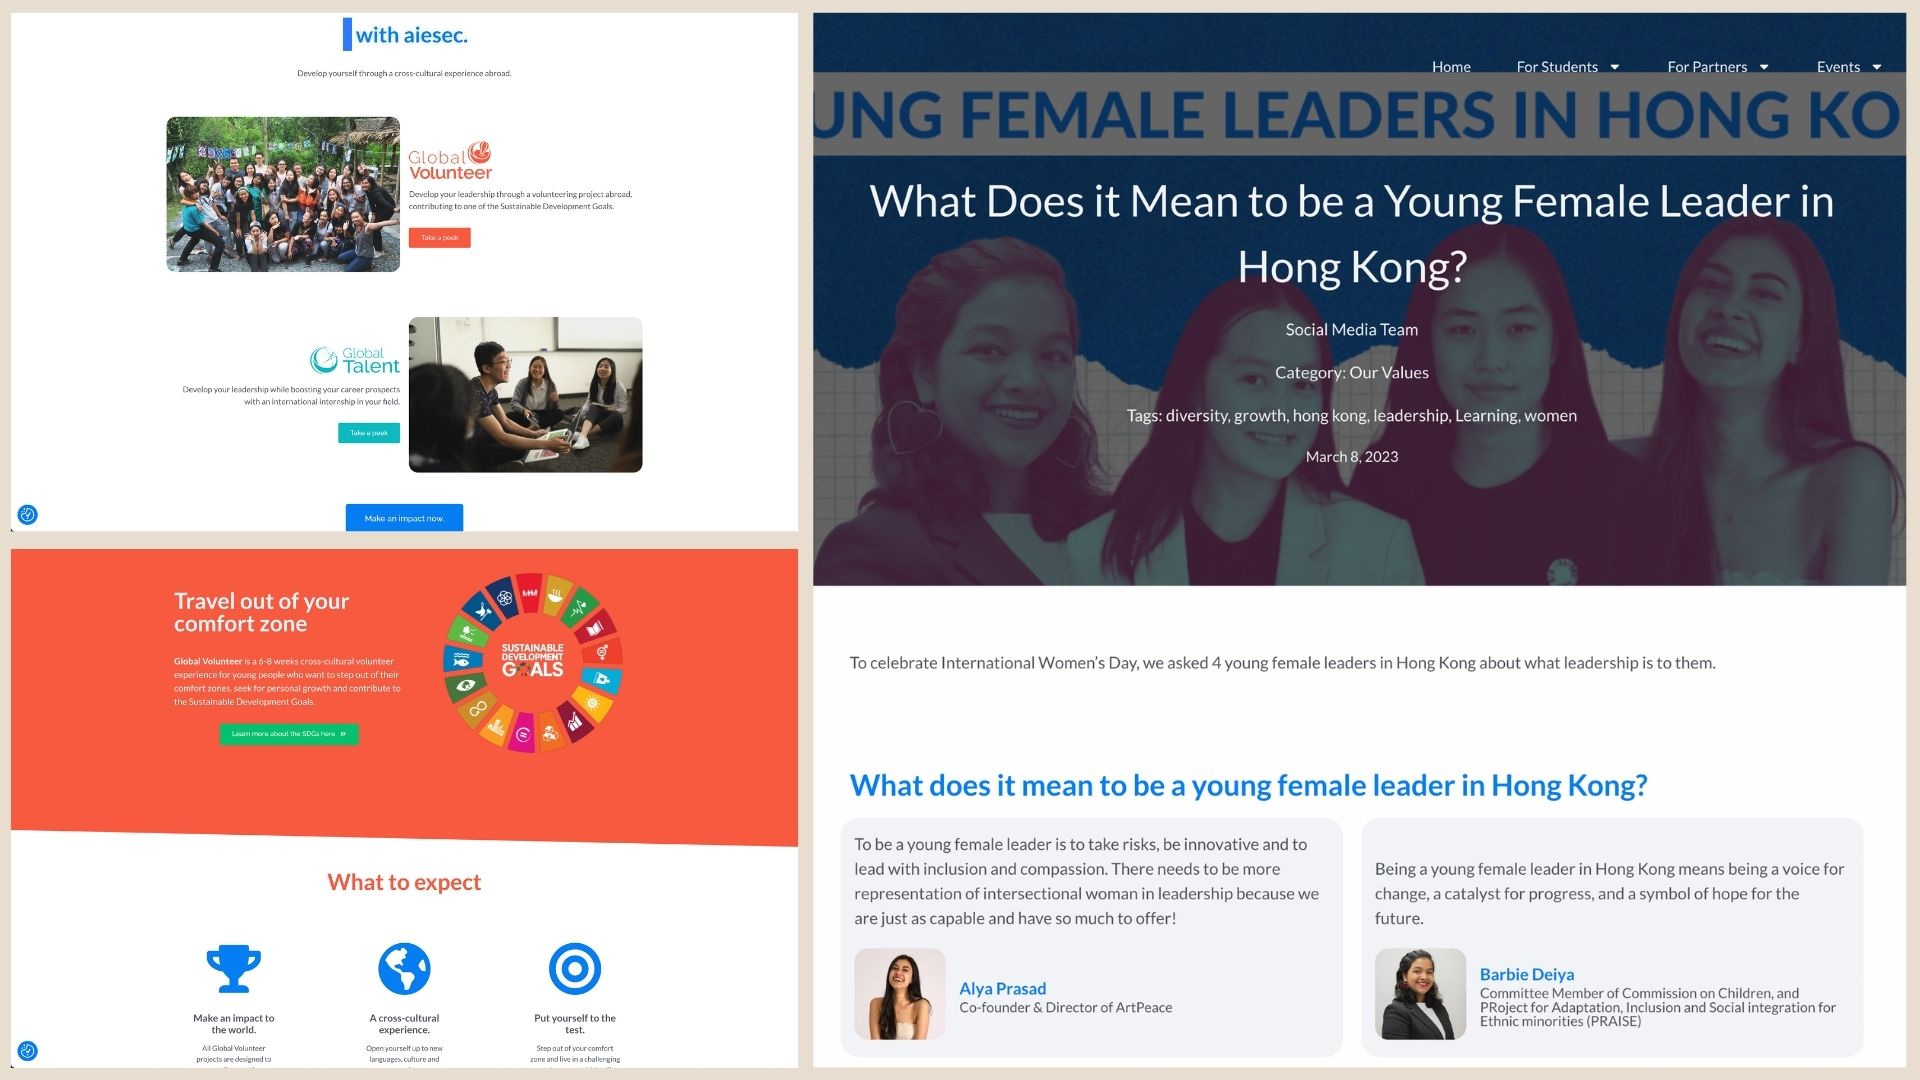 with aiesec.
Develop yourself through a cross-cultural experience abroad.
Global
Volunteer
Develop your leadership through a volunteering project abroad,
contributing to one of the Sustainable Development Goals.
Take a peek
Global
Talent
Develop your leadership while boosting your career prospects
with an international internship in your field.
Take a peek
Make an impact now.
Travel out of your
comfort zone
Global Volunteer is a 6-8 weeks cross-cultural volunteer
experience for young people who want to step out of their
comfort zones, seek for personal growth and contribute to
the Sustainable Development Goals.
Learn more about the SDGs here »
SUSTAINABLE
DEVELOPMENT
GOALS
What to expect
Make an impact to
the world.
All Global Volunteer
projects are designed to
A cross-cultural
experience.
Open yourself up to new
languages, culture and
Put yourself to the
test.
Step out of your comfort
zone and live in a challenging
Home
For Students
For Partners
Events
UNG FEMALE LEADERS IN HONG KO
What Does it Mean to be a Young Female Leader in
Hong Kong?
Social Media Team
Category: Our Values
Tags: diversity, growth, hong kong, leadership, Learning, women
March 8, 2023
To celebrate International Women’s Day, we asked 4 young female leaders in Hong Kong about what leadership is to them.
What does it mean to be a young female leader in Hong Kong?
To be a young female leader is to take risks, be innovative and to
lead with inclusion and compassion. There needs to be more
representation of intersectional woman in leadership because we
are just as capable and have so much to offer!
Alya Prasad
Co-founder & Director of ArtPeace
Being a young female leader in Hong Kong means being a voice for
change, a catalyst for progress, and a symbol of hope for the
future.
Barbie Deiya
Committee Member of Commission on Children, and
PRoject for Adaptation, Inclusion and Social integration for
Ethnic minorities (PRAISE)